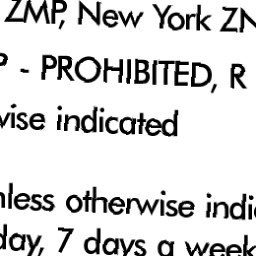 ZMP, New York ZN
P - PROHIBITED, R
wise indicated
nless otherwise indi
day, 7 days a week